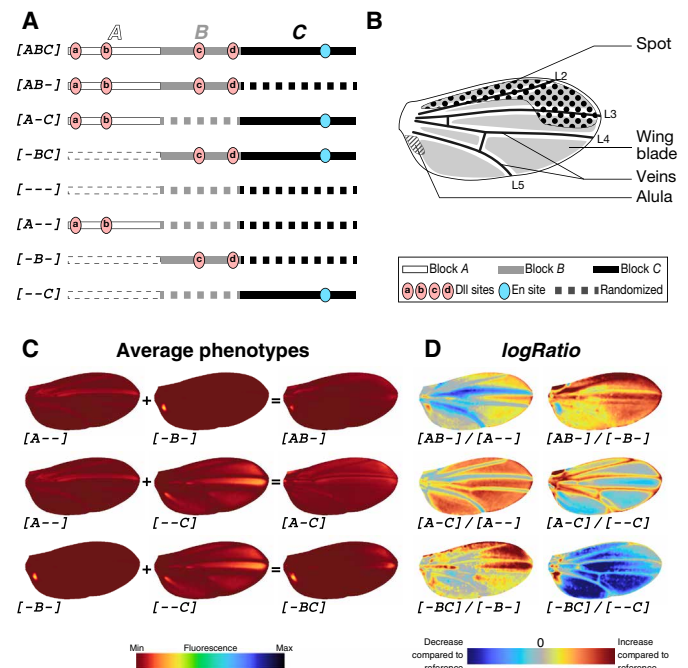 A
A B C
[ABC] a b c d
[AB-] a b c d
[A-C] a b
[-BC] c d
[---]
[A--] a b
[-B-] c d
[--C]
B
Spot
L2
L3
L4
Wing
blade
Veins
L5
Alula
Block A Block B Block C
a b c d Dll sites En site Randomized
C Average phenotypes
+ =
[A--] [-B-] [AB-]
+ =
[A--] [--C] [A-C]
+ =
[-B-] [--C] [-BC]
Min Fluorescence Max
D logRatio
[AB-]/[A--] [AB-]/[-B-]
[A-C]/[A--] [A-C]/[--C]
[-BC]/[-B-] [-BC]/[--C]
Decrease 0 Increase
compared to compared to
reference reference